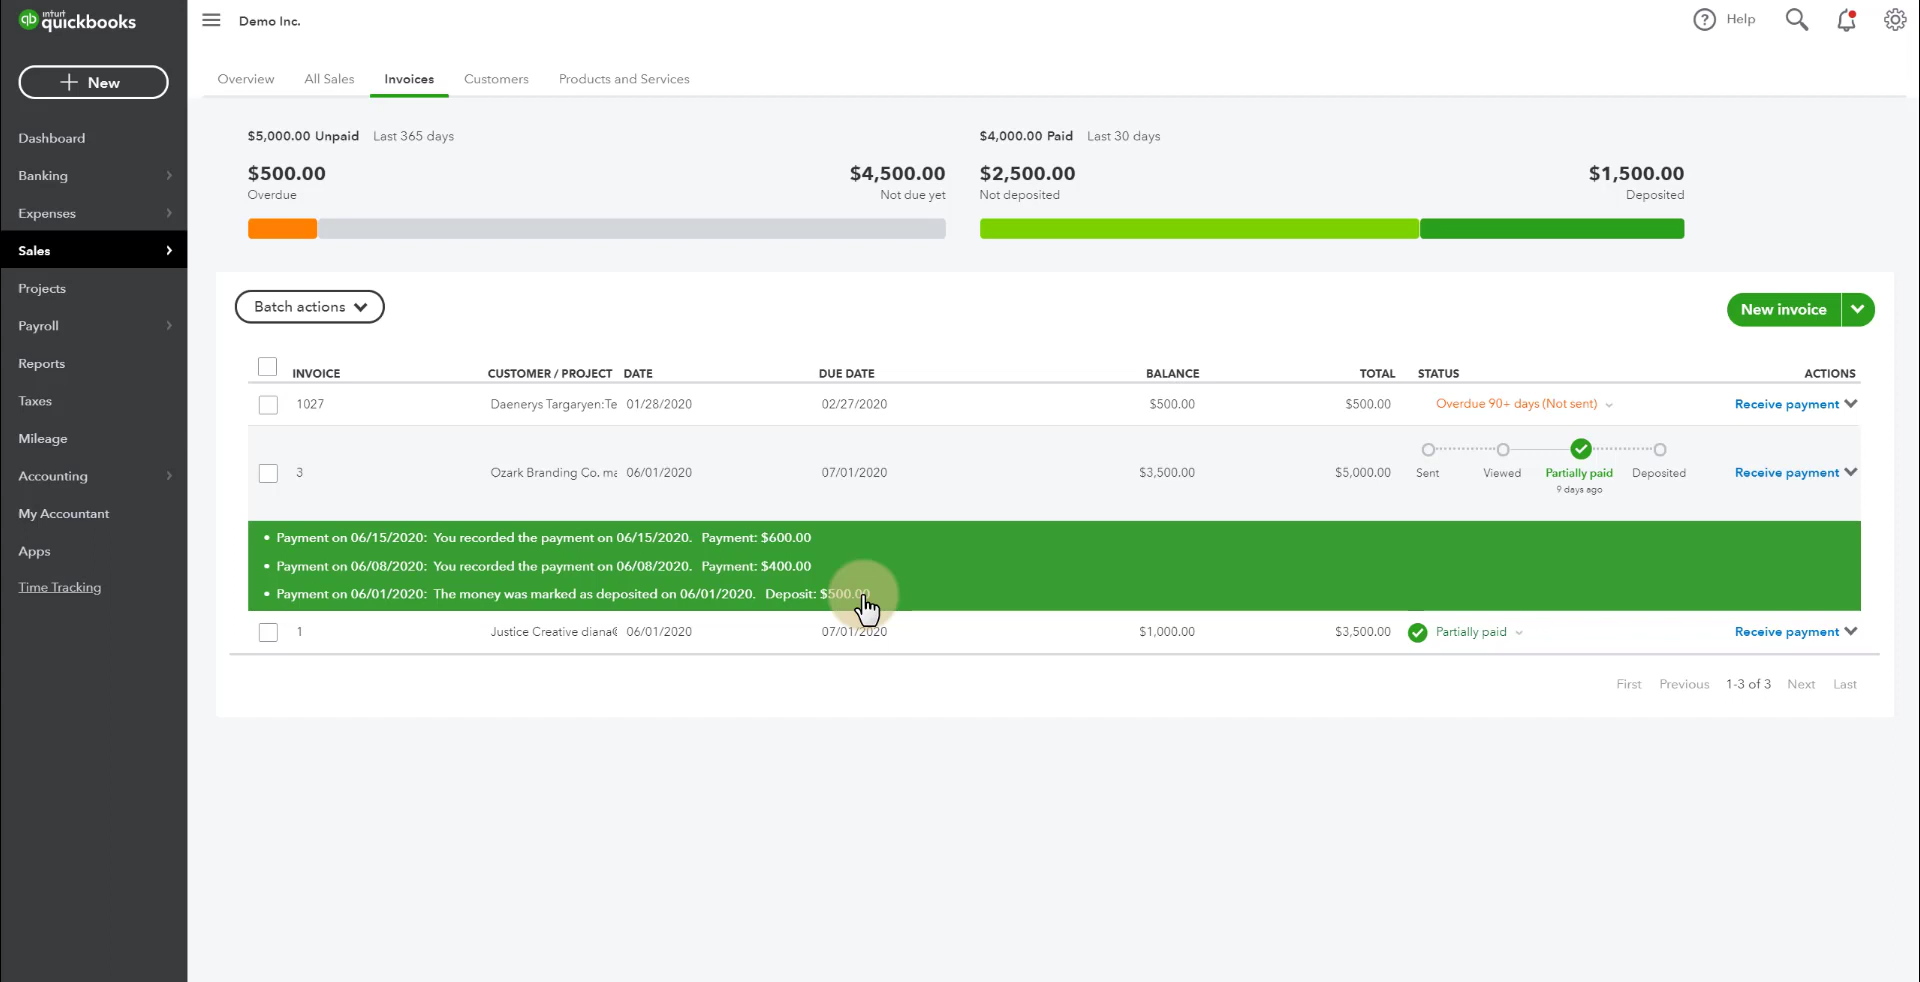 intuit
quickbooks
Demo Inc.
? Help
New
Overview All Sales Invoices Customers Products and Services
Dashboard
Banking
Expenses
Sales
Projects
Payroll
Reports
Taxes
Mileage
Accounting
My Accountant
Apps
Time Tracking
$5,000.00 Unpaid Last 365 days
$500.00 $4,500.00
Overdue Not due yet
$4,000.00 Paid Last 30 days
$2,500.00 $1,500.00
Not deposited Deposited
Batch actions
New invoice
INVOICE CUSTOMER / PROJECT DATE DUE DATE BALANCE TOTAL STATUS ACTIONS
1027 Daenerys Targaryen:Te 01/28/2020 02/27/2020 $500.00 $500.00 Overdue 90+ days (Not sent) Receive payment
3 Ozark Branding Co. ma 06/01/2020 07/01/2020 $3,500.00 $5,000.00 Sent Viewed Partially paid Deposited Receive payment
9 days ago
• Payment on 06/15/2020: You recorded the payment on 06/15/2020. Payment: $600.00
• Payment on 06/08/2020: You recorded the payment on 06/08/2020. Payment: $400.00
• Payment on 06/01/2020: The money was marked as deposited on 06/01/2020. Deposit: $500.00
1 Justice Creative diana 06/01/2020 07/01/2020 $1,000.00 $3,500.00 Partially paid Receive payment
First Previous 1-3 of 3 Next Last